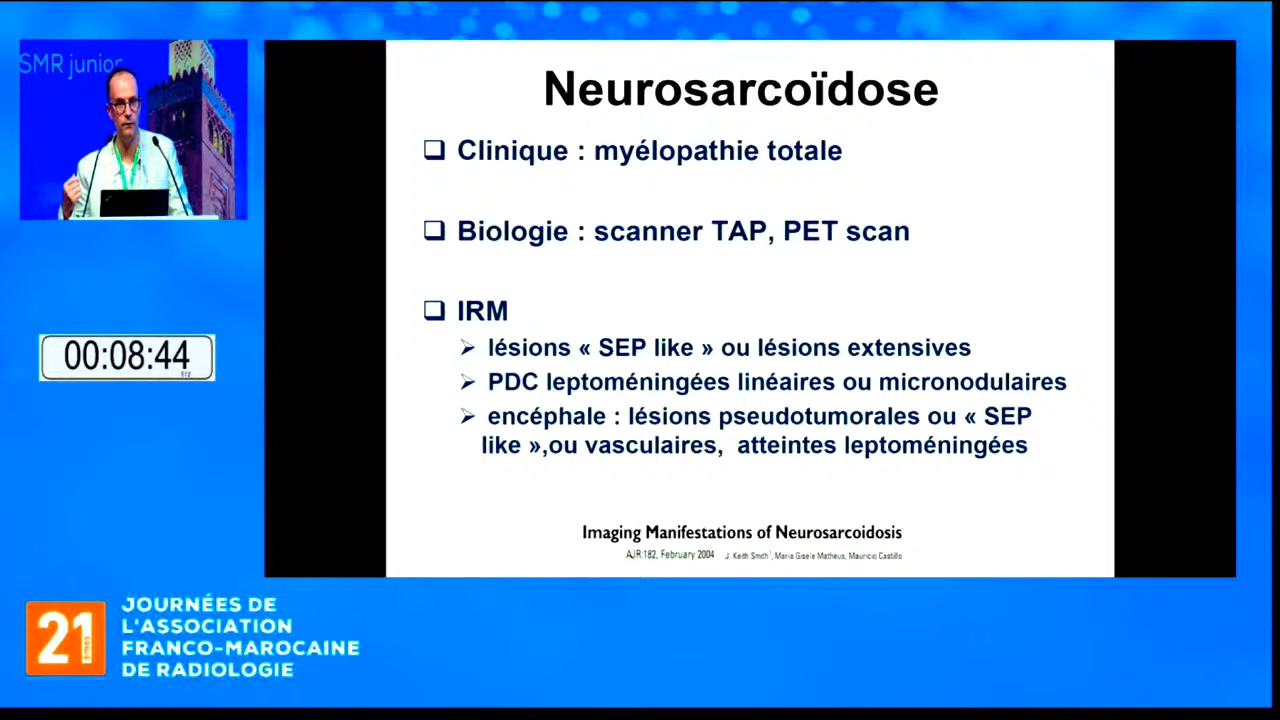 SMR junior
Neurosarcoïdose
❑ Clinique : myélopathie totale
❑ Biologie : scanner TAP, PET scan
❑ IRM
➢ lésions « SEP like » ou lésions extensives
➢ PDC leptoméningées linéaires ou micronodulaires
➢ encéphale : lésions pseudotumorales ou « SEP
like »,ou vasculaires, atteintes leptoméningées
Imaging Manifestations of Neurosarcoidosis
AJR:182, February 2004 J. Keith Smith¹, Maria Gisele Matheus, Mauricio Castillo
00:08:44
21
èmes
JOURNÉES DE
L'ASSOCIATION
FRANCO-MAROCAINE
DE RADIOLOGIE